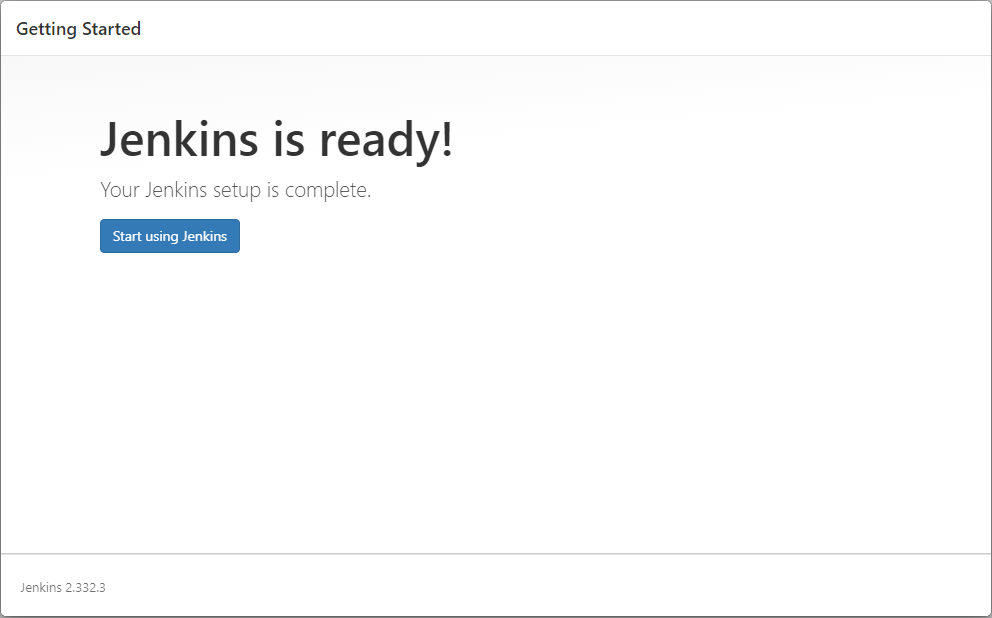 Getting Started
Jenkins is ready!
Your Jenkins setup is complete.
Start using Jenkins
Jenkins 2.332.3